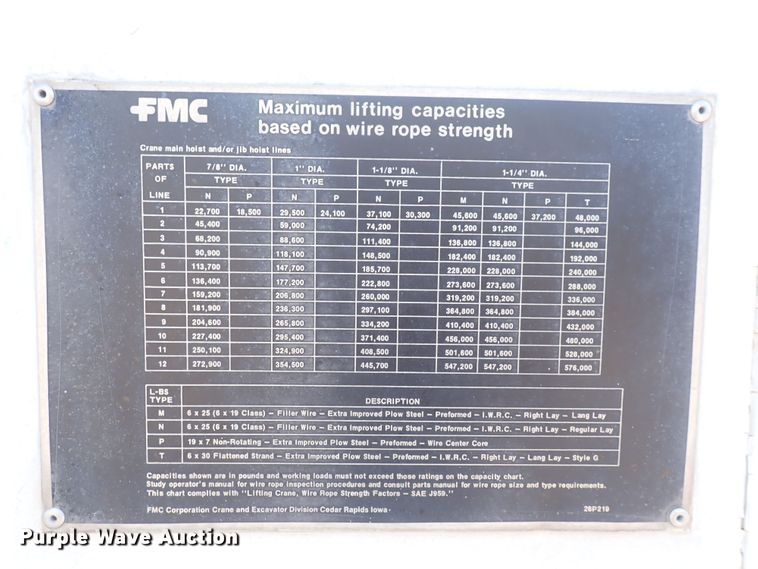 FMC
Maximum lifting capacities
based on wire rope strength
Crane main hoist and/or jib hoist lines
PARTS OF LINE 7/8" DIA. 1" DIA. 1-1/8" DIA. 1-1/4" DIA.
TYPE TYPE TYPE TYPE
N P N P N P M N P T
1 22,700 18,500 29,500 24,100 37,100 30,300 45,600 45,600 37,200 48,000
2 45,400 59,000 74,200 91,200 91,200 96,000
3 68,200 88,600 111,400 136,800 136,800 144,000
4 90,900 118,100 148,500 182,400 182,400 192,000
5 113,700 147,700 185,700 228,000 228,000 240,000
6 136,400 177,200 222,800 273,600 273,600 288,000
7 159,200 206,800 260,000 319,200 319,200 336,000
8 181,900 236,300 297,100 364,800 364,800 384,000
9 204,600 265,800 334,200 410,400 410,400 432,000
10 227,400 295,400 371,400 456,000 456,000 480,000
11 250,100 324,900 408,500 501,600 501,600 528,000
12 272,900 354,500 445,700 547,200 547,200 576,000
L-BS TYPE DESCRIPTION
M 6 x 25 (6 x 19 Class) – Filler Wire – Extra Improved Plow Steel – Preformed – I.W.R.C. – Right Lay – Lang Lay
N 6 x 25 (6 x 19 Class) – Filler Wire – Extra Improved Plow Steel – Preformed – I.W.R.C. – Right Lay – Regular Lay
P 19 x 7 Non-Rotating – Extra Improved Plow Steel – Preformed – Wire Center Core
T 6 x 30 Flattened Strand – Extra Improved Plow Steel – Preformed – I.W.R.C. – Right Lay – Lang Lay – Style G
Capacities shown are in pounds and working loads must not exceed those ratings on the capacity chart.
Study operator's manual for wire rope inspection procedures and consult parts manual for wire rope size and type requirements.
This chart complies with "Lifting Crane, Wire Rope Strength Factors – SAE J959."
FMC Corporation Crane and Excavator Division Cedar Rapids Iowa 26P219
Purple Wave Auction